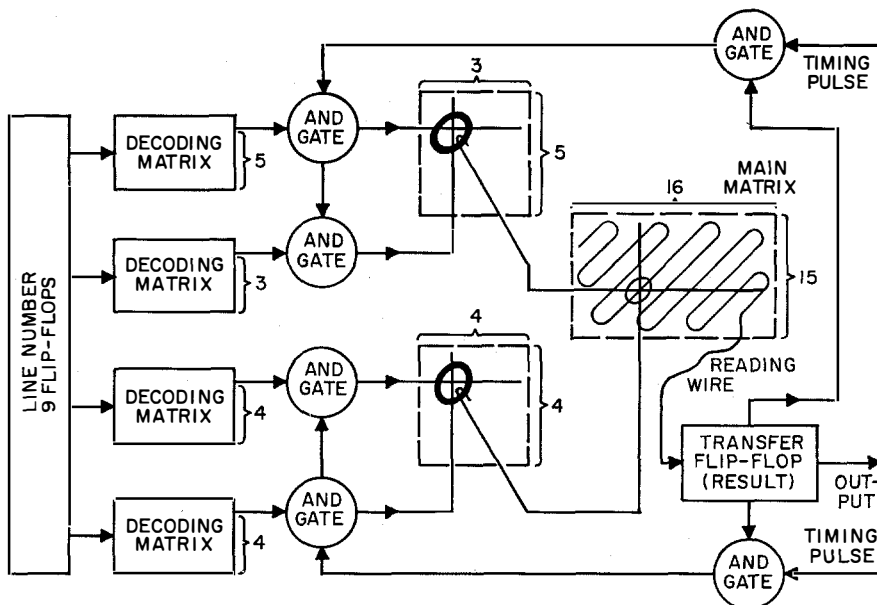 AND
GATE
TIMING
PULSE
3
DECODING
MATRIX
5
AND
GATE
5
MAIN
MATRIX
16
15
LINE NUMBER
9 FLIP-FLOPS
DECODING
MATRIX
3
AND
GATE
4
DECODING
MATRIX
4
AND
GATE
4
READING
WIRE
TRANSFER
FLIP-FLOP
(RESULT)
OUT-
PUT
DECODING
MATRIX
4
AND
GATE
TIMING
PULSE
AND
GATE